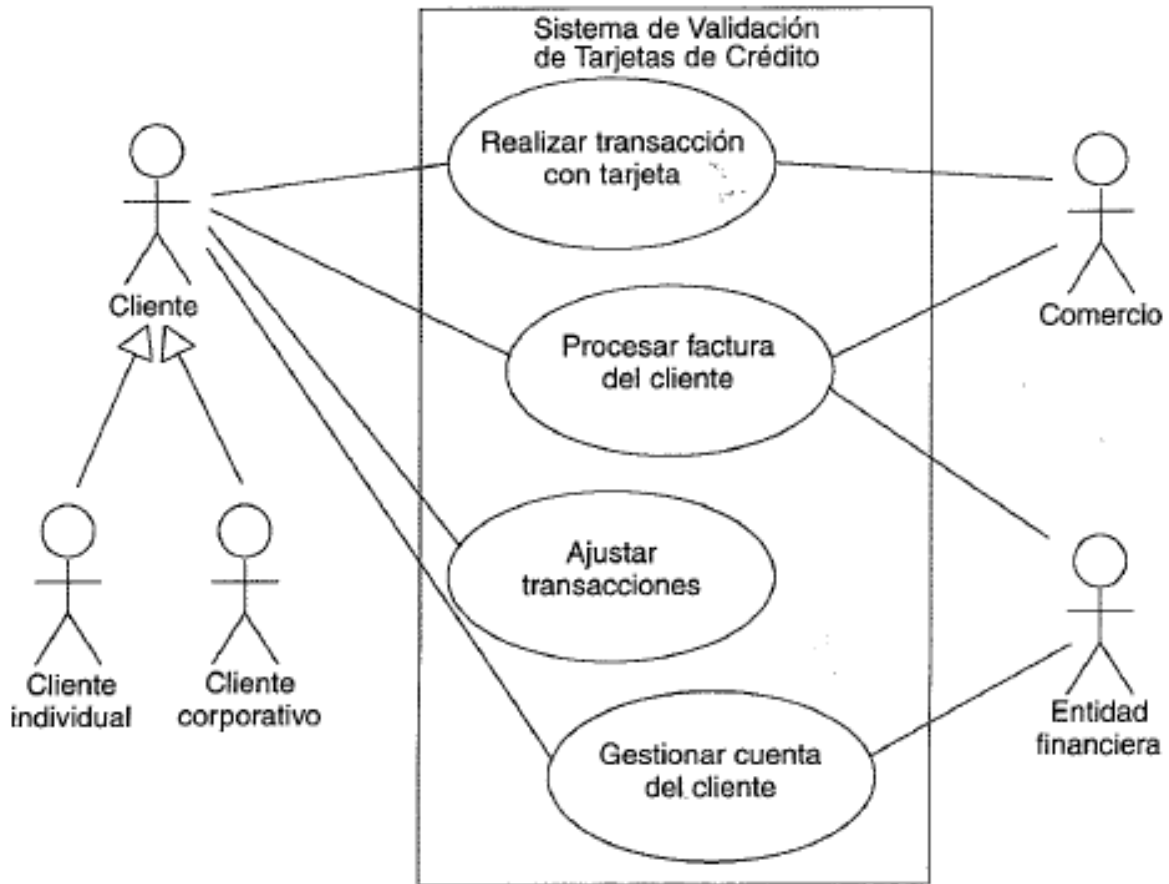 Sistema de Validación
de Tarjetas de Crédito
Realizar transacción
con tarjeta
Cliente
Comercio
Procesar factura
del cliente
Ajustar
transacciones
Cliente
individual
Cliente
corporativo
Gestionar cuenta
del cliente
Entidad
financiera